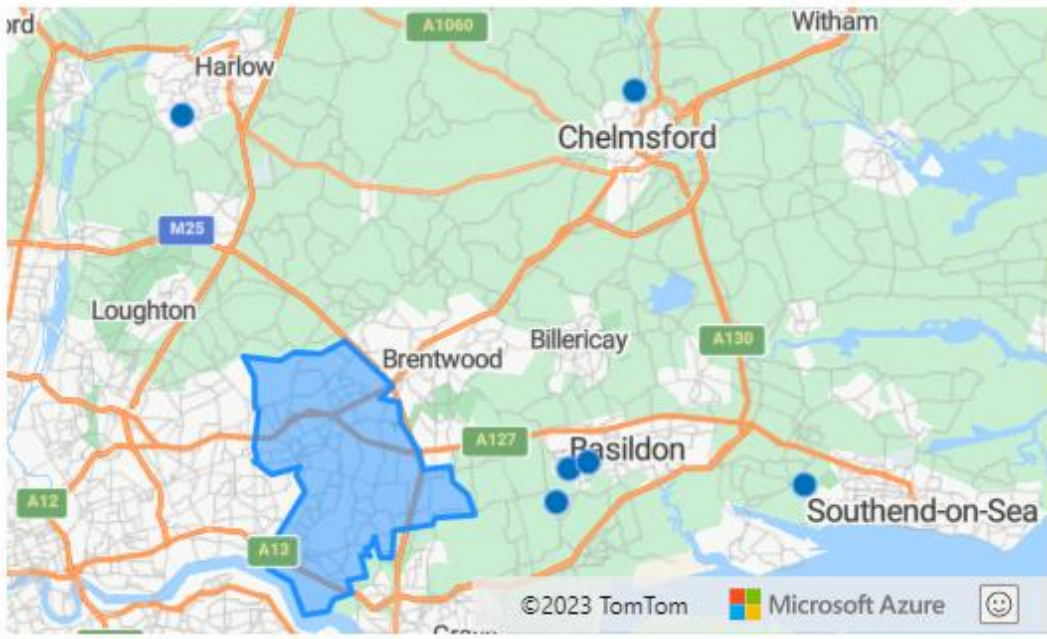 A1060
Witham
ord
Harlow
Chelmsford
M25
Loughton
Billericay
A130
Brentwood
A127
Basildon
A12
Southend-on-Sea
A13
©2023 TomTom
Microsoft Azure